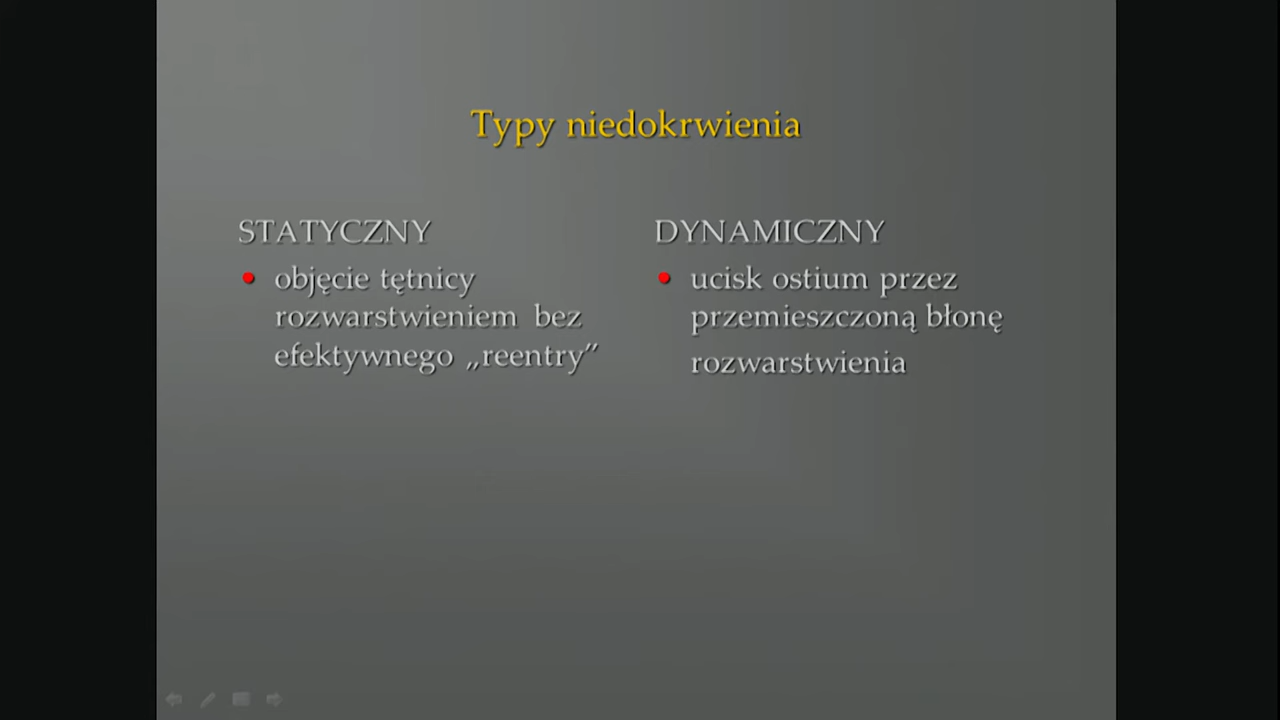 Typy niedokrwienia
STATYCZNY
• objęcie tętnicy
rozwarstwieniem bez
efektywnego „reentry”
DYNAMICZNY
• ucisk ostium przez
przemieszczoną błonę
rozwarstwienia